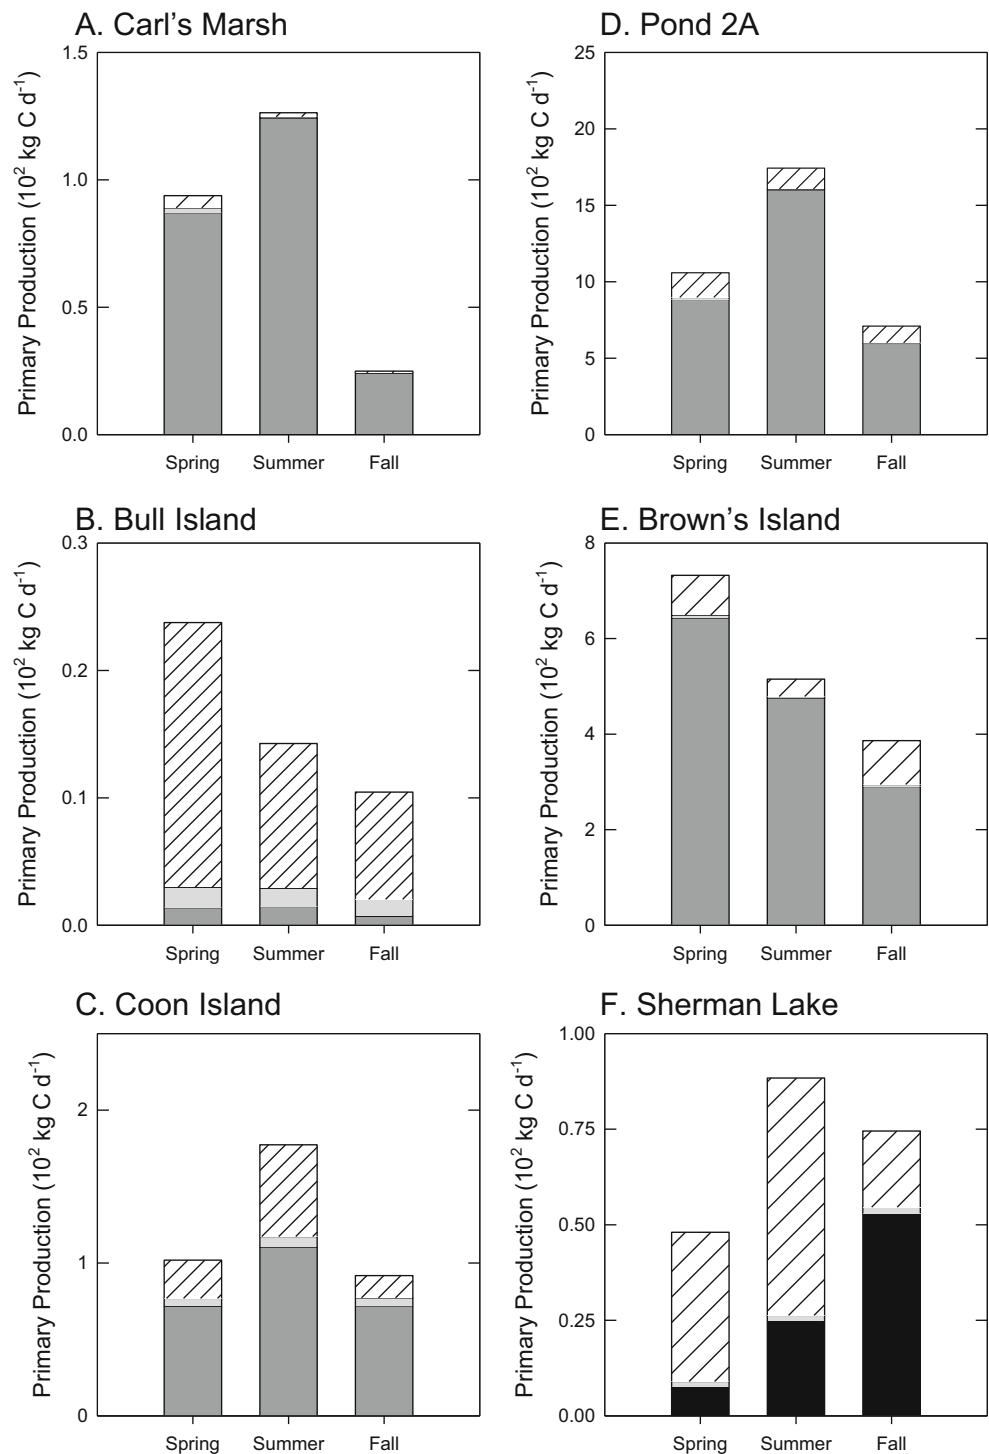 A. Carl's Marsh
Primary Production (10² kg C d⁻¹)
1.5
1.0
0.5
0.0
Spring Summer Fall
D. Pond 2A
Primary Production (10² kg C d⁻¹)
25
20
15
10
5
0
Spring Summer Fall
B. Bull Island
Primary Production (10² kg C d⁻¹)
0.3
0.2
0.1
0.0
Spring Summer Fall
E. Brown's Island
Primary Production (10² kg C d⁻¹)
8
6
4
2
0
Spring Summer Fall
C. Coon Island
Primary Production (10² kg C d⁻¹)
2
1
0
Spring Summer Fall
F. Sherman Lake
Primary Production (10² kg C d⁻¹)
1.00
0.75
0.50
0.25
0.00
Spring Summer Fall